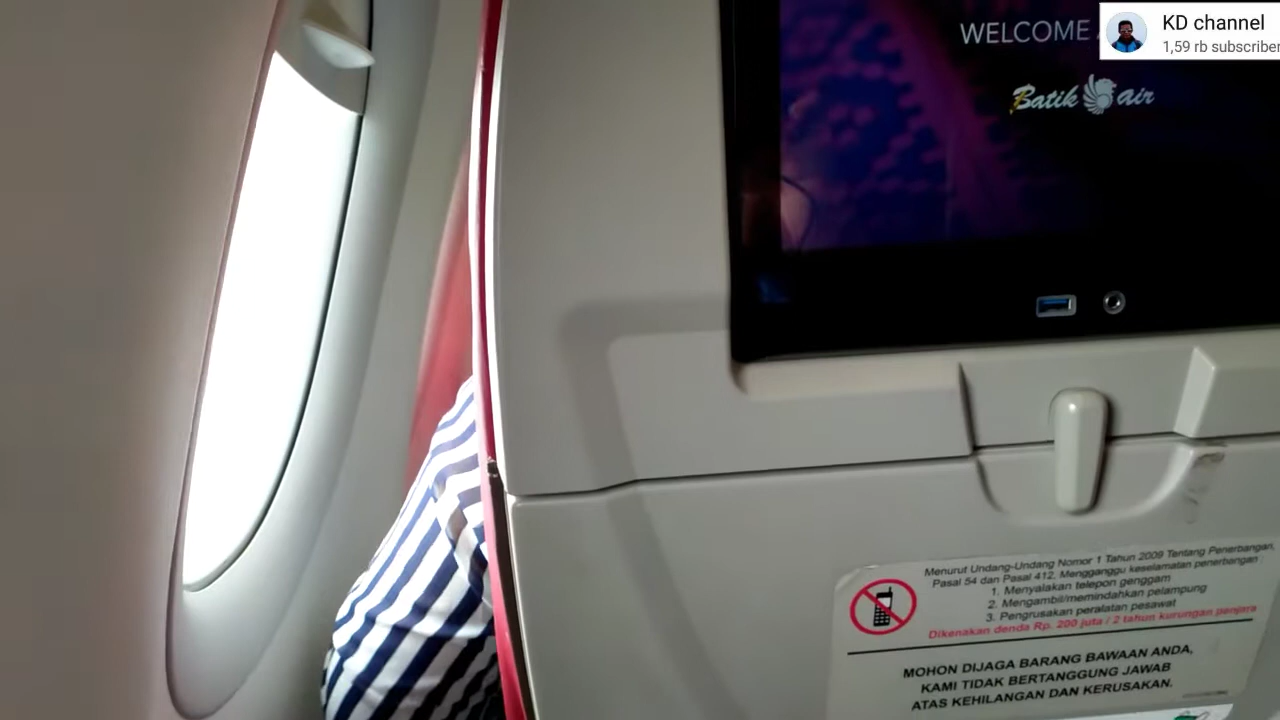 KD channel
1,59 rb subscriber
WELCOME
Batik air
Menurut Undang-Undang Nomor 1 Tahun 2009 Tentang Penerbangan,
Pasal 54 dan Pasal 412, Mengganggu keselamatan penerbangan :
1. Menyalakan telepon genggam
2. Mengambil/memindahkan pelampung
3. Pengrusakan peralatan pesawat
Dikenakan denda Rp. 200 juta / 2 tahun kurungan penjara
MOHON DIJAGA BARANG BAWAAN ANDA,
KAMI TIDAK BERTANGGUNG JAWAB
ATAS KEHILANGAN DAN KERUSAKAN.